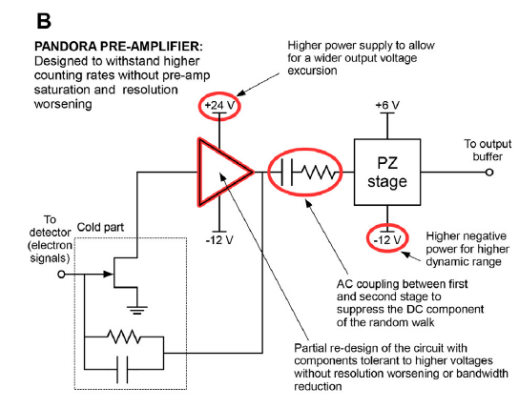 B
PANDORA PRE-AMPLIFIER:
Designed to withstand higher
counting rates without pre-amp
saturation and resolution
worsening
Higher power supply to allow
for a wider output voltage
excursion
+24 V
+6 V
To output
buffer
PZ
stage
-12 V
-12 V
Higher negative
power for higher
dynamic range
To
detector
(electron
signals)
Cold part
AC coupling between first
and second stage to
suppress the DC component
of the random walk
Partial re-design of the circuit with
components tolerant to higher voltages
without resolution worsening or bandwidth
reduction